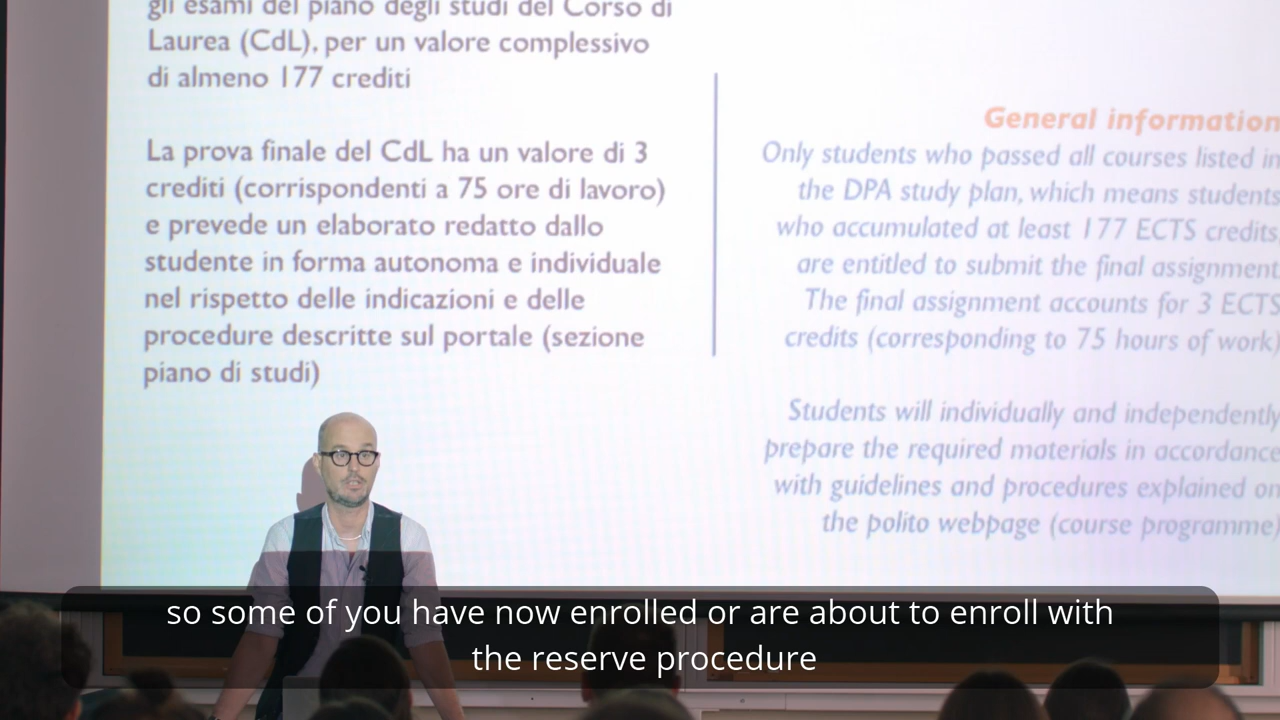 gli esami del piano degli studi del Corso di
Laurea (CdL), per un valore complessivo
di almeno 177 crediti
La prova finale del CdL ha un valore di 3
crediti (corrispondenti a 75 ore di lavoro)
e prevede un elaborato redatto dallo
studente in forma autonoma e individuale
nel rispetto delle indicazioni e delle
procedure descritte sul portale (sezione
piano di studi)
General information
Only students who passed all courses listed in
the DPA study plan, which means students
who accumulated at least 177 ECTS credits,
are entitled to submit the final assignment.
The final assignment accounts for 3 ECTS
credits (corresponding to 75 hours of work)
Students will individually and independently
prepare the required materials in accordance
with guidelines and procedures explained on
the polito webpage (course programme)
so some of you have now enrolled or are about to enroll with
the reserve procedure